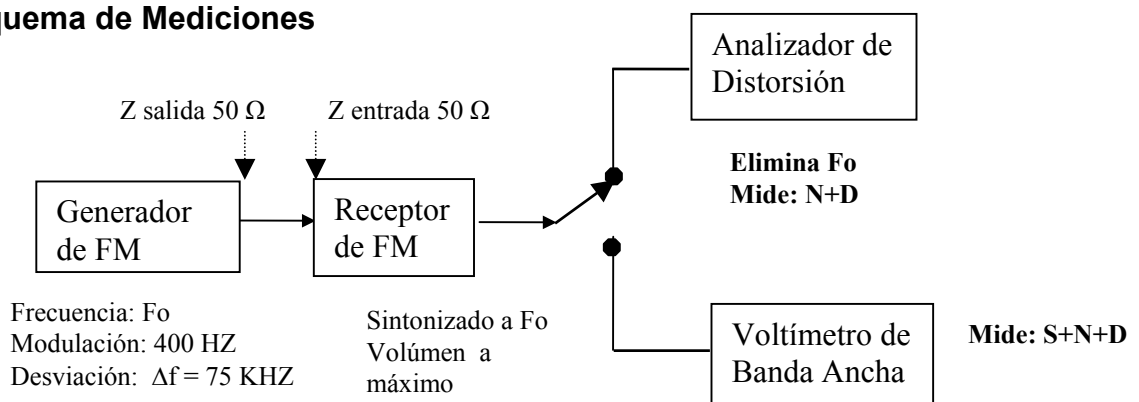 quema de Mediciones
Analizador de
Distorsión
Z salida 50 Ω
Z entrada 50 Ω
Elimina Fo
Mide: N+D
Generador
de FM
Receptor
de FM
Frecuencia: Fo
Modulación: 400 HZ
Desviación: Δf = 75 KHZ
Sintonizado a Fo
Volúmen a
máximo
Voltímetro de
Banda Ancha
Mide: S+N+D